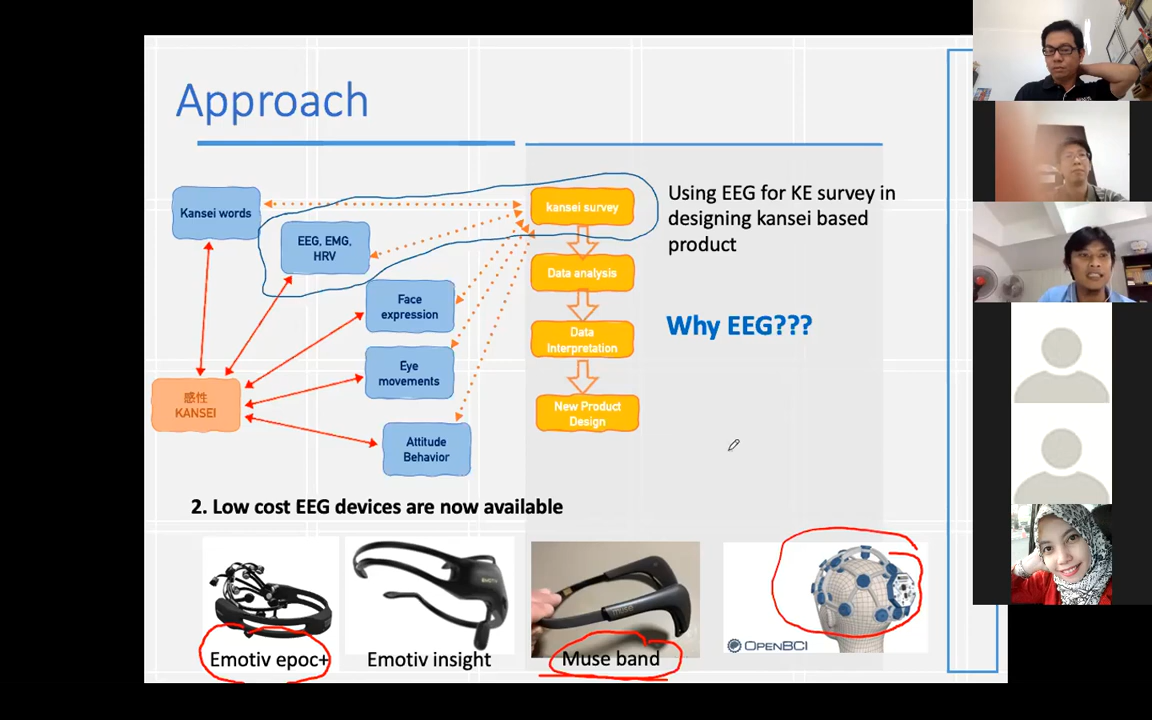 Approach
Kansei words
EEG, EMG,
HRV
Face
expression
Eye
movements
Attitude
Behavior
感性
KANSEI
kansei survey
Data analysis
Data
Interpretation
New Product
Design
Using EEG for KE survey in
designing kansei based
product
Why EEG???
2. Low cost EEG devices are now available
Emotiv epoc+
Emotiv insight
Muse band
OPENBCI